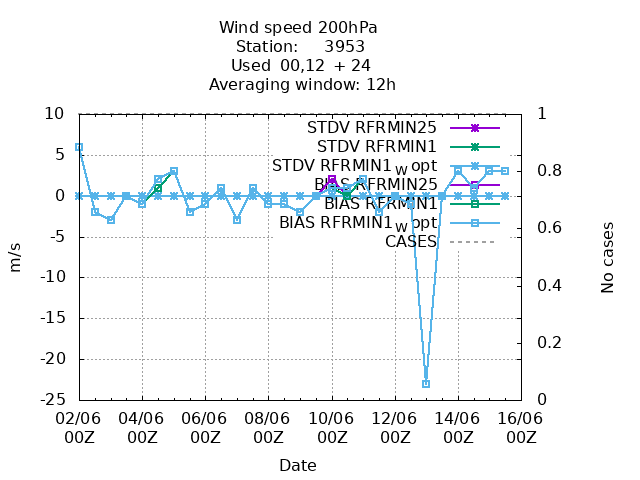 Wind speed 200hPa
Station: 3953
Used 00,12 + 24
Averaging window: 12h
10 1
STDV RFRMIN25
STDV RFRMIN1
5
STDV RFRMIN1w opt
0.8
BIAS RFRMIN25
0
BIAS RFRMIN1
BIAS RFRMIN1w opt
0.6
-5
CASES
m/s
No cases
-10
0.4
-15
0.2
-20
-25 0
02/06 04/06 06/06 08/06 10/06 12/06 14/06 16/06
00Z 00Z 00Z 00Z 00Z 00Z 00Z 00Z
Date